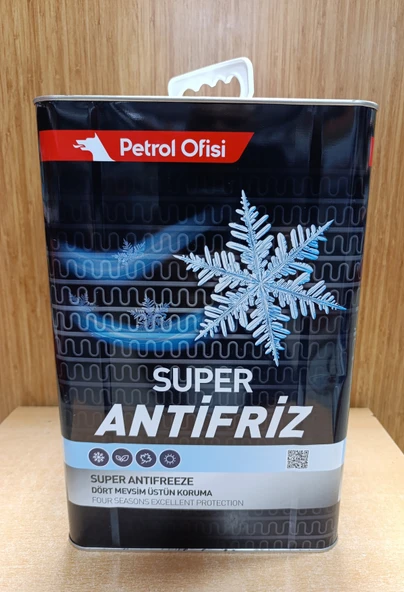 Petrol Ofisi
SUPER
ANTİFRİZ
SUPER ANTIFREEZE
DÖRT MEVSİM ÜSTÜN KORUMA
FOUR SEASONS EXCELLENT PROTECTION